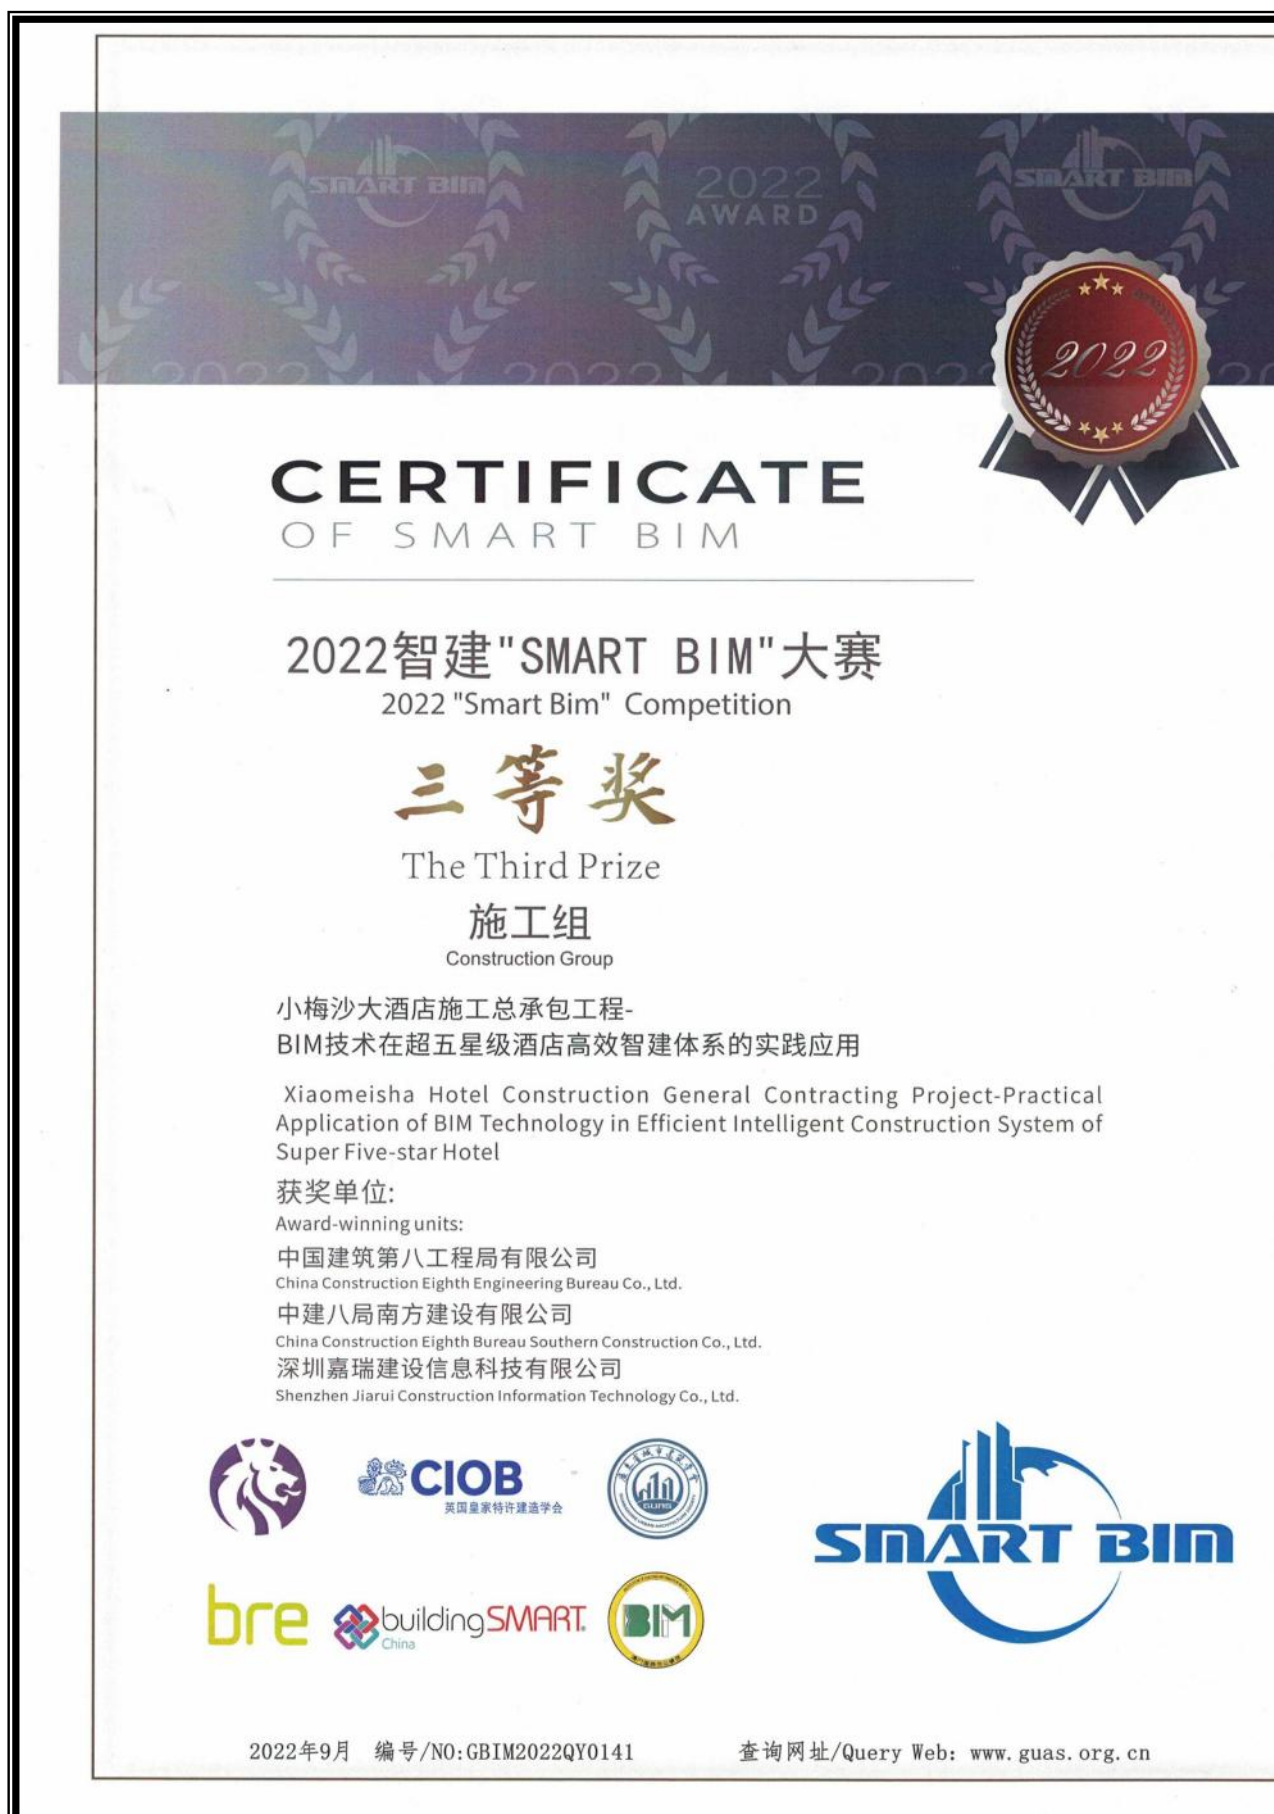 SMART BIM
2022
AWARD
SMART BIM
2022
2022
2022
2022
CERTIFICATE
OF SMART BIM
2022智建"SMART BIM"大赛
2022 "Smart Bim" Competition
三等奖
The Third Prize
施工组
Construction Group
小梅沙大酒店施工总承包工程-
BIM技术在超五星级酒店高效智建体系的实践应用
Xiaomeisha Hotel Construction General Contracting Project-Practical
Application of BIM Technology in Efficient Intelligent Construction System of
Super Five-star Hotel
获奖单位:
Award-winning units:
中国建筑第八工程局有限公司
China Construction Eighth Engineering Bureau Co., Ltd.
中建八局南方建设有限公司
China Construction Eighth Bureau Southern Construction Co., Ltd.
深圳嘉瑞建设信息科技有限公司
Shenzhen Jiarui Construction Information Technology Co., Ltd.
CIOB
英国皇家特许建造学会
GUAS
SMART BIM
bre
buildingSMART.
China
BIM
2022年9月 编号/NO:GBIM2022QY0141
查询网址/Query Web: www.guas.org.cn